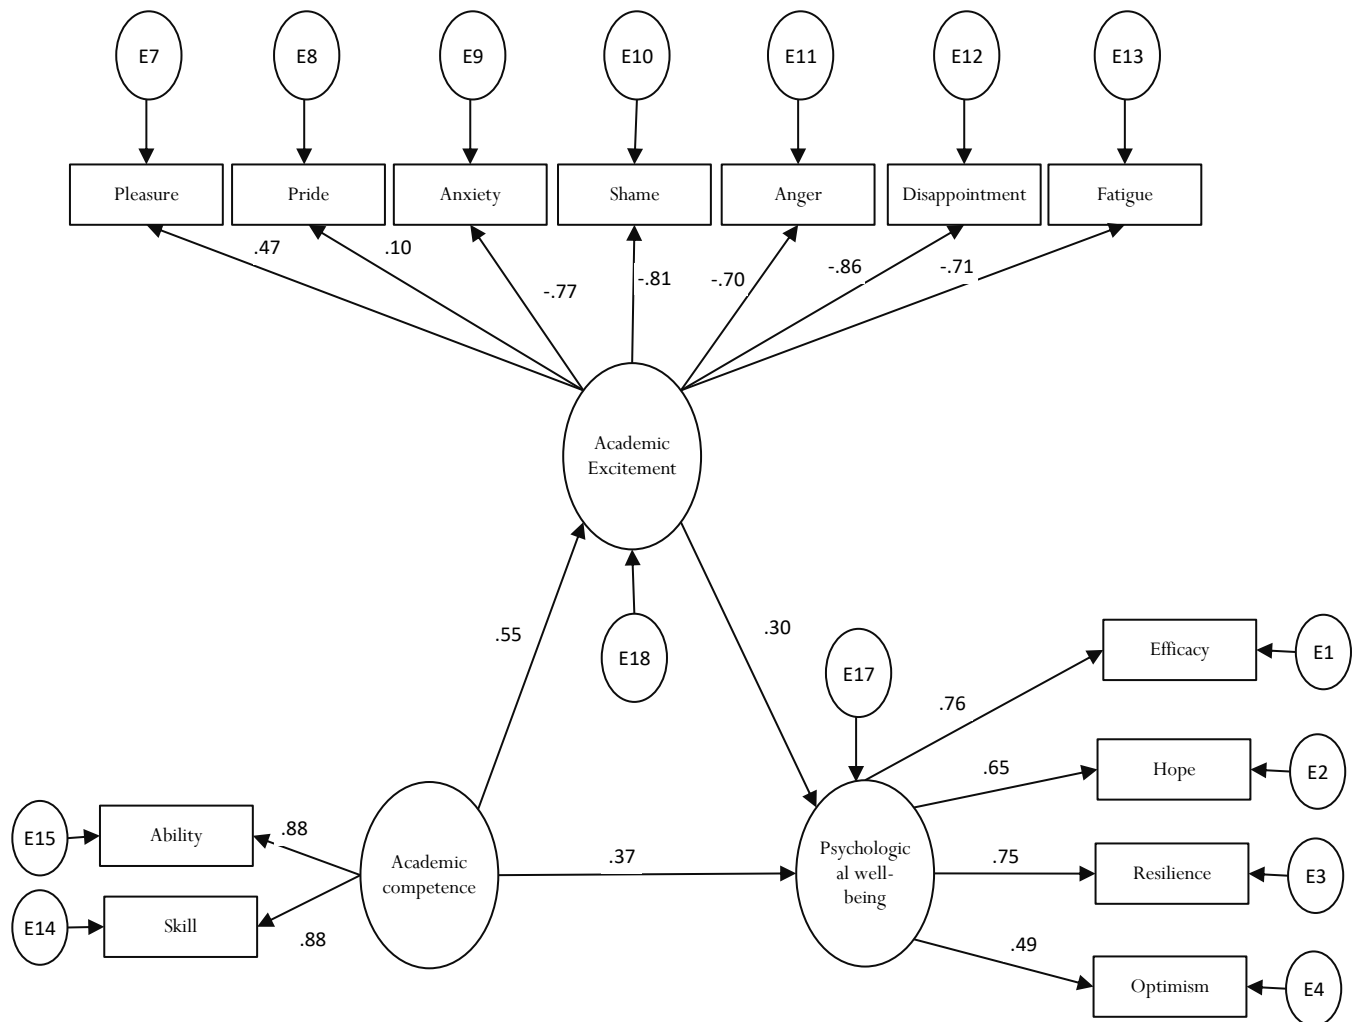 E7
E8
E9
E10
E11
E12
E13
Pleasure
Pride
Anxiety
Shame
Anger
Disappointment
Fatigue
.47
.10
-.77
-.81
-.70
-.86
-.71
Academic
Excitement
.55
E18
.30
E17
.76
Efficacy
E1
.65
Hope
E2
E15
Ability
.88
Academic
competence
.37
Psychologic
al well-
being
.75
Resilience
E3
E14
Skill
.88
.49
Optimism
E4